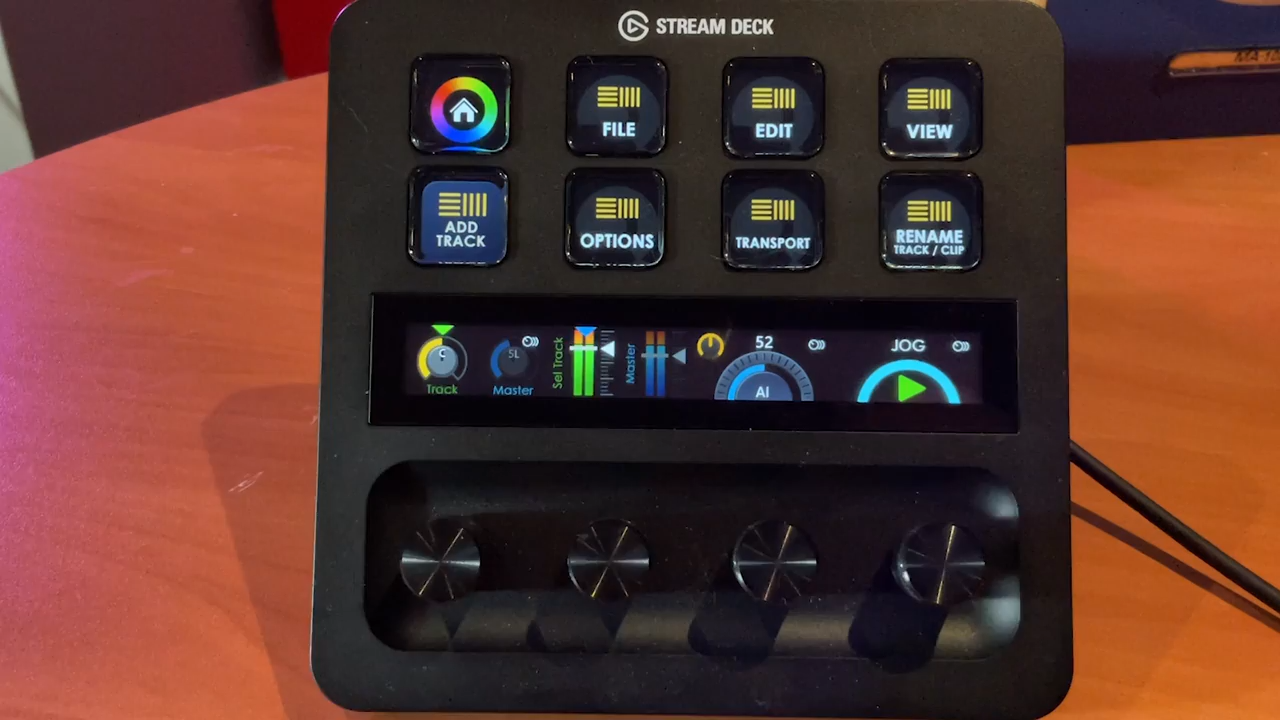 STREAM DECK
FILE
EDIT
VIEW
ADD
TRACK
OPTIONS
TRANSPORT
RENAME
TRACK / CLIP
C
Track
5L
Master
Sel Track
Master
52
AI
JOG